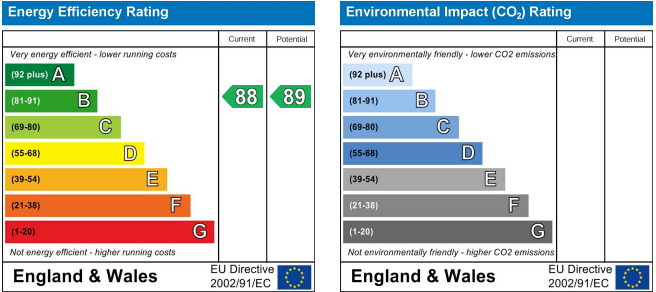 Energy Efficiency Rating
Current Potential
Very energy efficient - lower running costs
(92 plus) A
(81-91) B
88 89
(69-80) C
(55-68) D
(39-54) E
(21-38) F
(1-20) G
Not energy efficient - higher running costs
England & Wales
EU Directive
2002/91/EC
Environmental Impact (CO₂) Rating
Current Potential
Very environmentally friendly - lower CO2 emissions
(92 plus) A
(81-91) B
(69-80) C
(55-68) D
(39-54) E
(21-38) F
(1-20) G
Not environmentally friendly - higher CO2 emissions
England & Wales
EU Directive
2002/91/EC